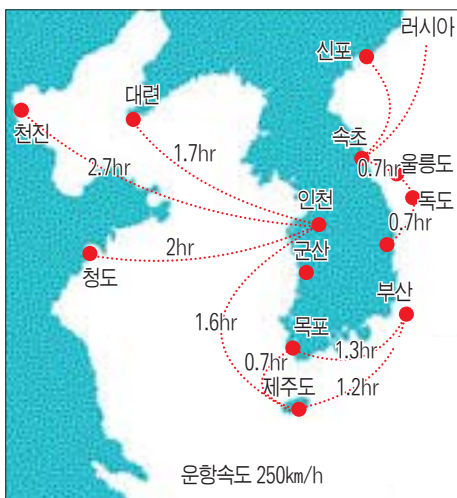 러시아
신포
대련
천진
속초
0.7hr
울릉도
1.7hr
2.7hr
독도
인천
0.7hr
2hr
군산
청도
부산
1.6hr
목포
1.3hr
0.7hr
제주도
1.2hr
운항속도 250km/h